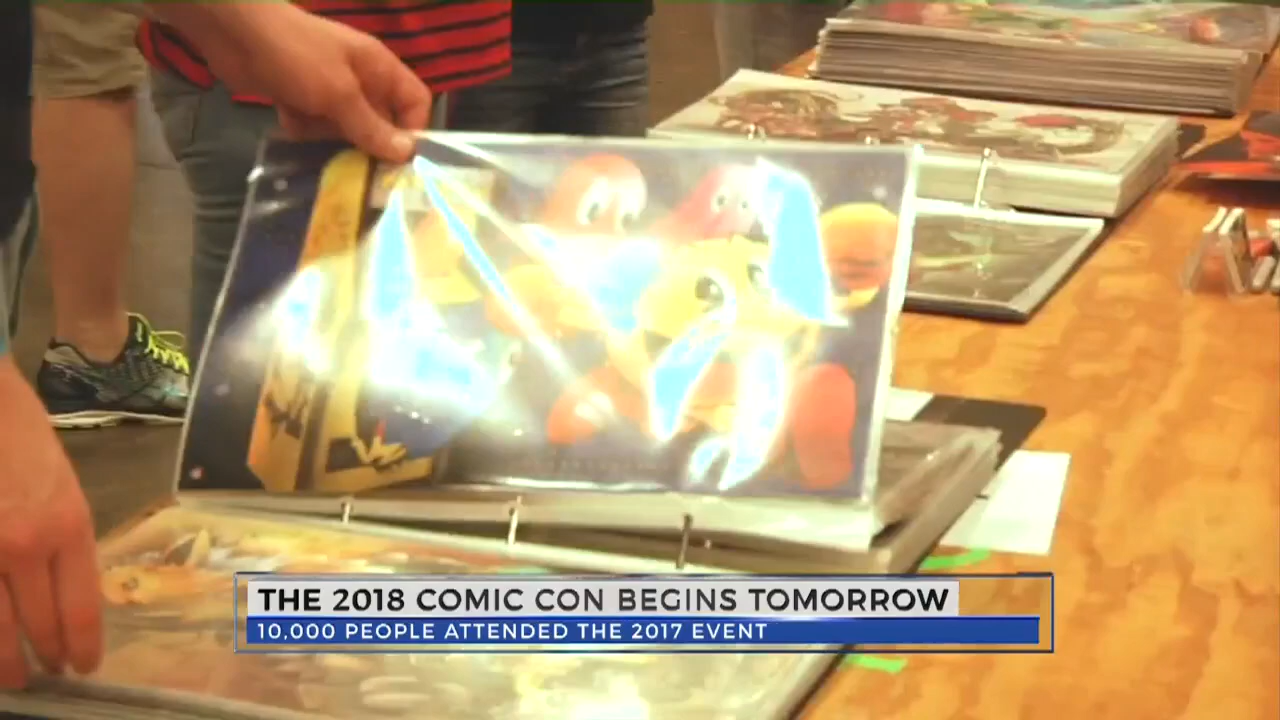 THE 2018 COMIC CON BEGINS TOMORROW
10,000 PEOPLE ATTENDED THE 2017 EVENT